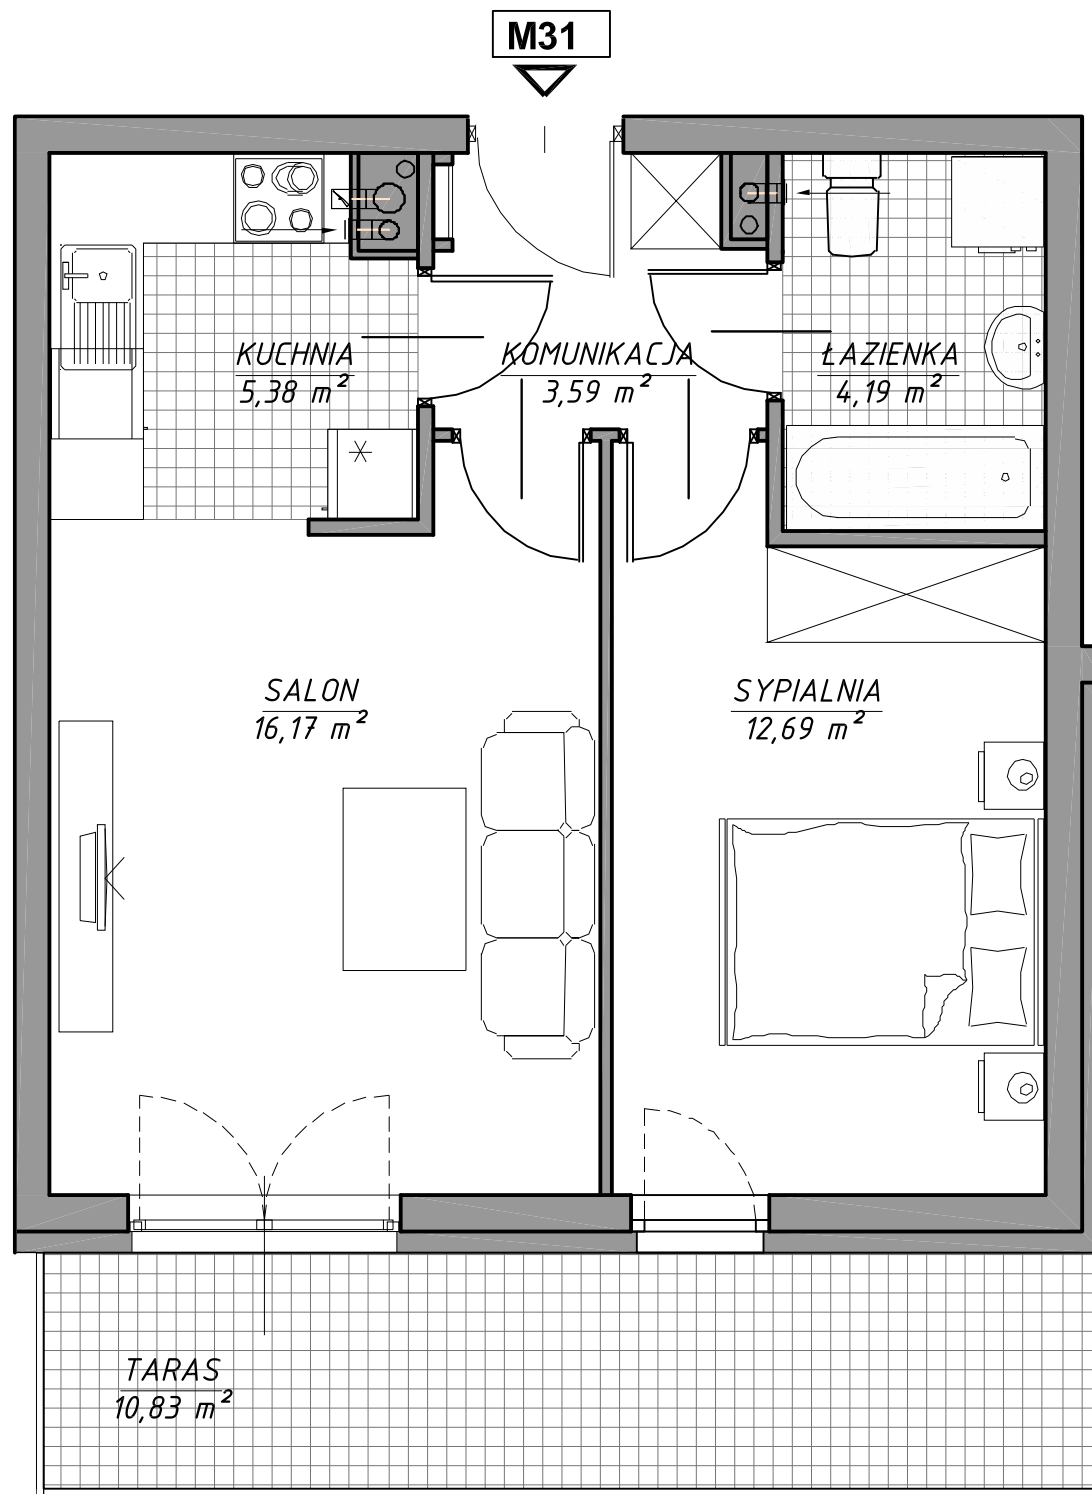 M31
KUCHNIA
5,38 m²
KOMUNIKACJA
3,59 m²
ŁAZIENKA
4,19 m²
SALON
16,17 m²
SYPIALNIA
12,69 m²
TARAS
10,83 m²